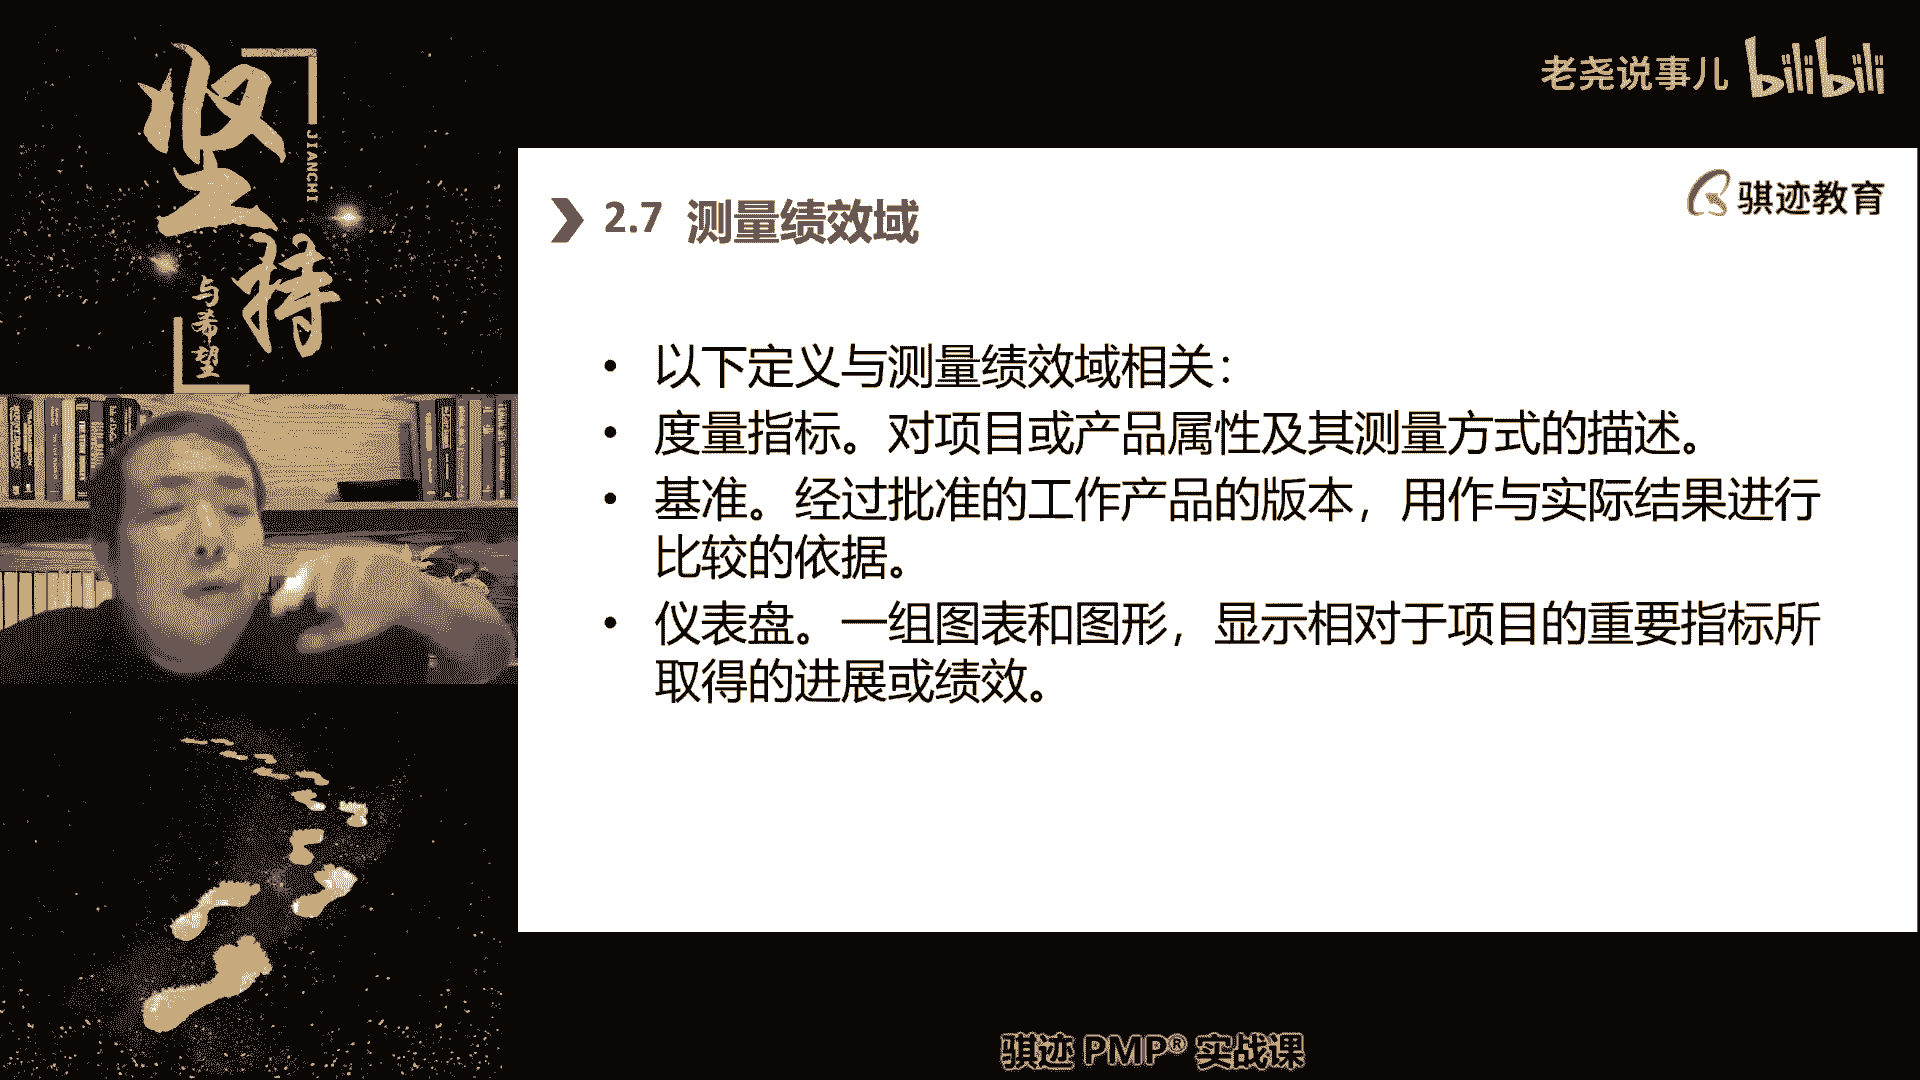 坚持
JIANCHI
与希望
老尧说事儿 bilibili
骐迹教育
2.7 测量绩效域
• 以下定义与测量绩效域相关：
• 度量指标。对项目或产品属性及其测量方式的描述。
• 基准。经过批准的工作产品的版本，用作与实际结果进行
比较的依据。
• 仪表盘。一组图表和图形，显示相对于项目的重要指标所
取得的进展或绩效。
骐迹 PMP® 实战课